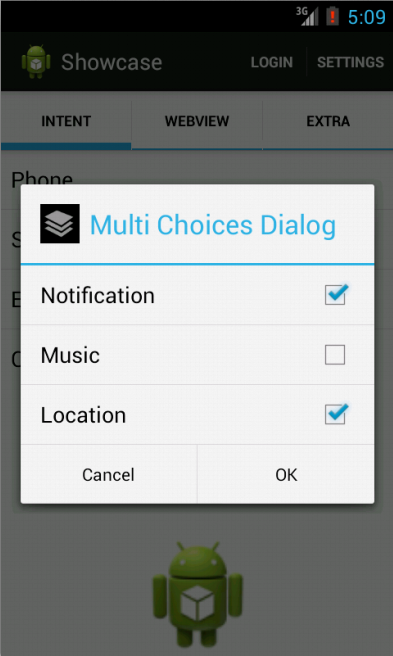 3G 5:09
Showcase LOGIN SETTINGS
INTENT WEBVIEW EXTRA
Phone
Multi Choices Dialog
Notification
Music
Location
Cancel OK